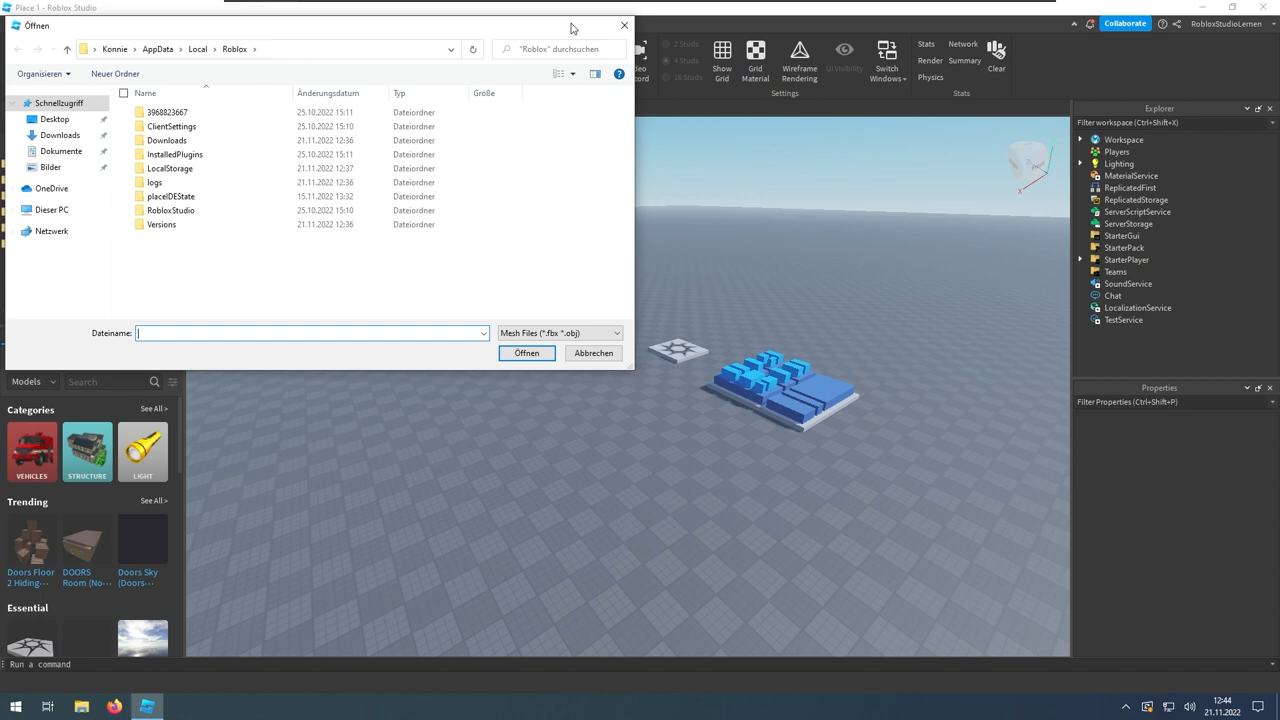 Place 1 - Roblox Studio
Öffnen
Konnie > AppData > Local > Roblox >
"Roblox" durchsuchen
Organisieren
Neuer Ordner
Name
Änderungsdatum
Typ
Größe
3968823667 25.10.2022 15:11 Dateiordner
ClientSettings 25.10.2022 15:11 Dateiordner
Downloads 21.11.2022 12:36 Dateiordner
InstalledPlugins 25.10.2022 15:11 Dateiordner
LocalStorage 21.11.2022 12:37 Dateiordner
logs 21.11.2022 12:36 Dateiordner
placeIDEState 15.11.2022 13:32 Dateiordner
RobloxStudio 25.10.2022 15:10 Dateiordner
Versions 21.11.2022 12:36 Dateiordner
Schnellzugriff
Desktop
Downloads
Dokumente
Bilder
OneDrive
Dieser PC
Netzwerk
Dateiname:
Mesh Files (*.fbx *.obj)
Öffnen
Abbrechen
Collaborate
RobloxStudioLernen
2 Studs
4 Studs
16 Studs
Show
Grid
Grid
Material
Wireframe
Rendering
UI Visibility
Switch
Windows
Settings
Stats
Network
Render
Summary
Physics
Clear
Stats
Explorer
Filter workspace (Ctrl+Shift+X)
Workspace
Players
Lighting
MaterialService
ReplicatedFirst
ReplicatedStorage
ServerScriptService
ServerStorage
StarterGui
StarterPack
StarterPlayer
Teams
SoundService
Chat
LocalizationService
TestService
Properties
Filter Properties (Ctrl+Shift+P)
X
Models
Search
Categories
See All >
VEHICLES
STRUCTURE
LIGHT
Trending
See All >
Doors Floor
2 Hiding...
DOORS
Room (No...
Doors Sky
(Doors...
Essential
See All >
Run a command
12:44
21.11.2022